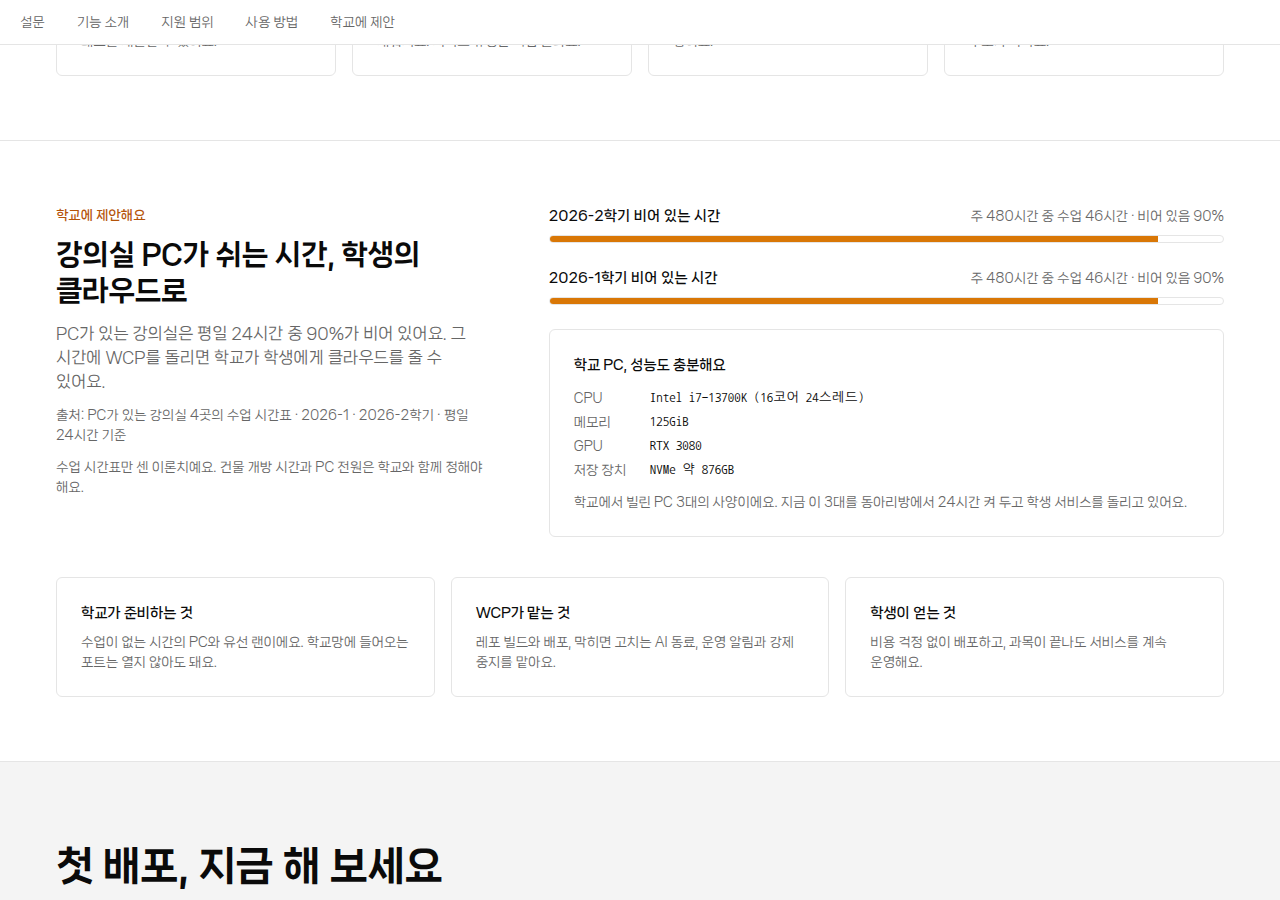 설문
기능 소개
지원 범위
사용 방법
학교에 제안
학교에 제안해요
강의실 PC가 쉬는 시간, 학생의
클라우드로
PC가 있는 강의실은 평일 24시간 중 90%가 비어 있어요. 그
시간에 WCP를 돌리면 학교가 학생에게 클라우드를 줄 수
있어요.
출처: PC가 있는 강의실 4곳의 수업 시간표 · 2026-1 · 2026-2학기 · 평일
24시간 기준
수업 시간표만 센 이론치예요. 건물 개방 시간과 PC 전원은 학교와 함께 정해야
해요.
2026-2학기 비어 있는 시간
주 480시간 중 수업 46시간 · 비어 있음 90%
2026-1학기 비어 있는 시간
주 480시간 중 수업 46시간 · 비어 있음 90%
학교 PC, 성능도 충분해요
CPU Intel i7-13700K (16코어 24스레드)
메모리 125GiB
GPU RTX 3080
저장 장치 NVMe 약 876GB
학교에서 빌린 PC 3대의 사양이에요. 지금 이 3대를 동아리방에서 24시간 켜 두고 학생 서비스를 돌리고 있어요.
학교가 준비하는 것
수업이 없는 시간의 PC와 유선 랜이에요. 학교망에 들어오는
포트는 열지 않아도 돼요.
WCP가 맡는 것
레포 빌드와 배포, 막히면 고치는 AI 동료, 운영 알림과 강제
중지를 맡아요.
학생이 얻는 것
비용 걱정 없이 배포하고, 과목이 끝나도 서비스를 계속
운영해요.
첫 배포, 지금 해 보세요